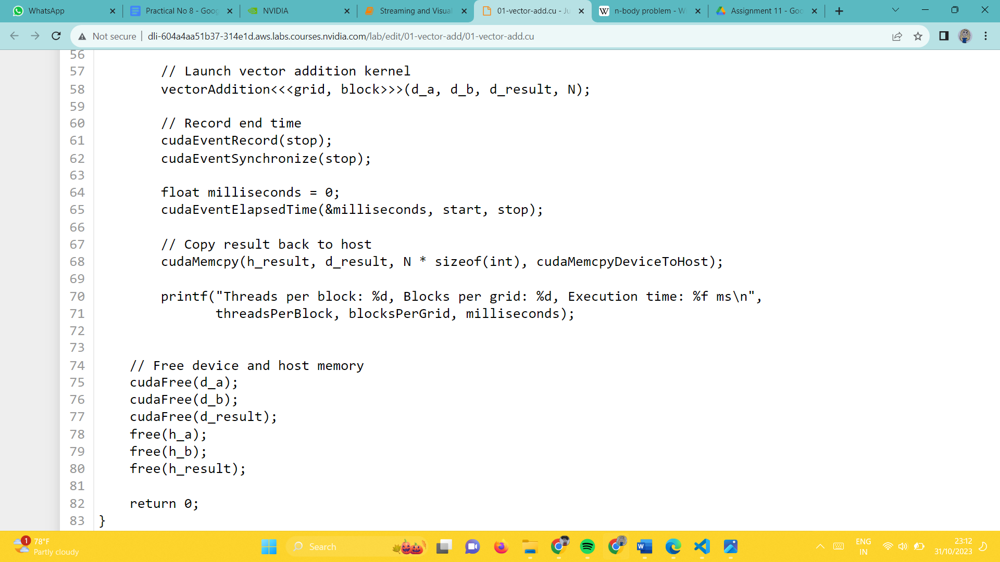 WhatsApp
Practical No 8 - Goog
NVIDIA
Streaming and Visual
01-vector-add.cu - Ju
n-body problem - Wi
Assignment 11 - Goo
Not secure
dli-604a4aa51b37-314e1d.aws.labs.courses.nvidia.com/lab/edit/01-vector-add/01-vector-add.cu
56
57 // Launch vector addition kernel
58 vectorAddition<<<grid, block>>>(d_a, d_b, d_result, N);
59
60 // Record end time
61 cudaEventRecord(stop);
62 cudaEventSynchronize(stop);
63
64 float milliseconds = 0;
65 cudaEventElapsedTime(&milliseconds, start, stop);
66
67 // Copy result back to host
68 cudaMemcpy(h_result, d_result, N * sizeof(int), cudaMemcpyDeviceToHost);
69
70 printf("Threads per block: %d, Blocks per grid: %d, Execution time: %f ms\n",
71 threadsPerBlock, blocksPerGrid, milliseconds);
72
73
74 // Free device and host memory
75 cudaFree(d_a);
76 cudaFree(d_b);
77 cudaFree(d_result);
78 free(h_a);
79 free(h_b);
80 free(h_result);
81
82 return 0;
83 }
1
78°F
Partly cloudy
Search
ENG
IN
23:12
31/10/2023